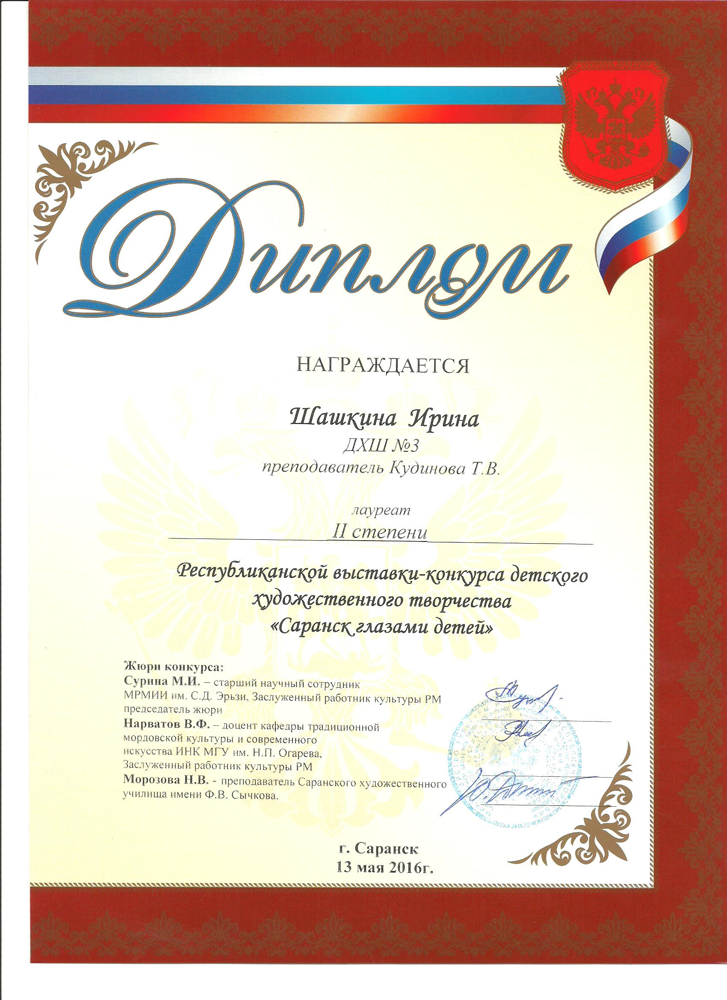 Диплом
НАГРАЖДАЕТСЯ
Шашкина Ирина
ДХШ №3
преподаватель Кудинова Т.В.
лауреат
II степени
Республиканской выставки-конкурса детского
художественного творчества
«Саранск глазами детей»
Жюри конкурса:
Сурина М.И. – старший научный сотрудник
МРМИИ им. С.Д. Эрьзи, Заслуженный работник культуры РМ
председатель жюри
Нарватов В.Ф. – доцент кафедры традиционной
мордовской культуры и современного
искусства ИНК МГУ им. Н.П. Огарева,
Заслуженный работник культуры РМ
Морозова Н.В. - преподаватель Саранского художественного
училища имени Ф.В. Сычкова.
г. Саранск
13 мая 2016г.